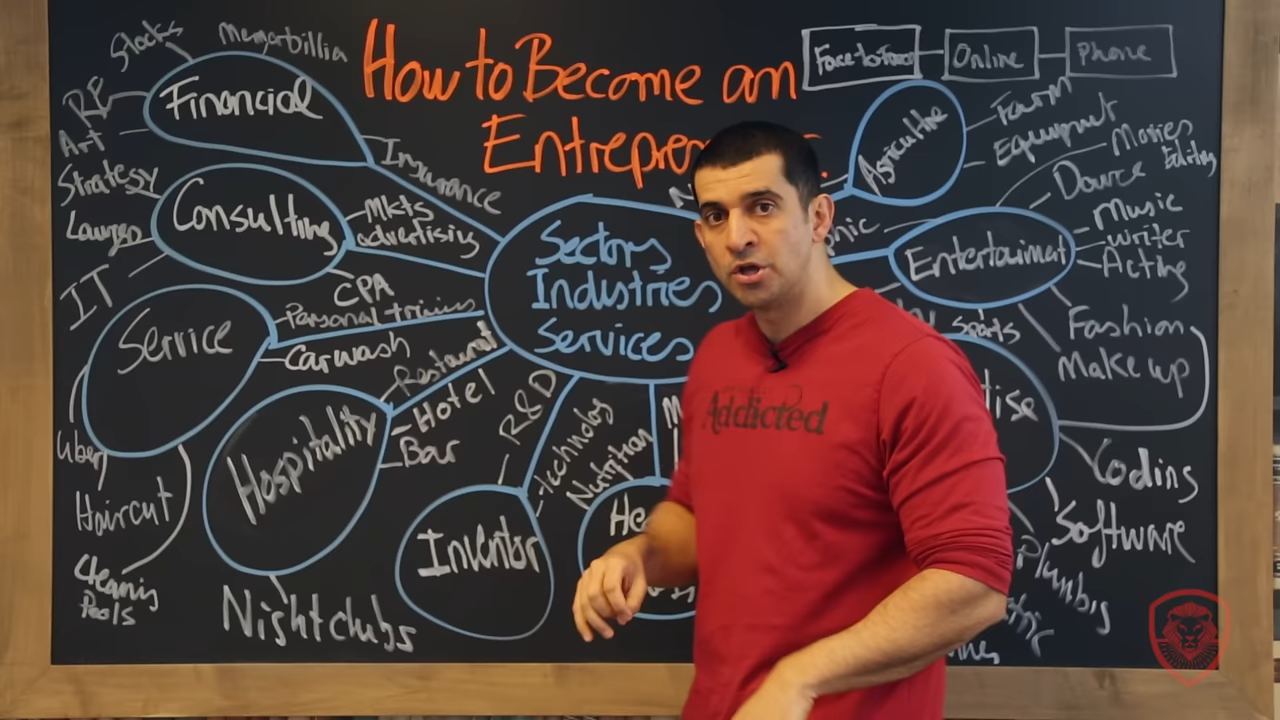 How to Become an
Entrepre
Face-to-Face
Online
Phone
Stocks
Memorbillia
RE
Art
Financial
Insurance
Strategy
Lawyer
IT
Consulting
Mkts
advertising
CPA
Service
Personal training
Carwash
Uber
Haircut
Cleaning
Pools
Hospitality
Restaurant
Hotel
Bar
Nightclubs
Sectors
Industries
Services
Inventor
R&D
technology
Nutrition
He
Agriculture
Farm
Equipment
Entertaiment
Movies
Editing
Dance
Music
writer
Acting
Sports
Fashion
Make up
tise
Coding
Software
Plumbing
Addicted